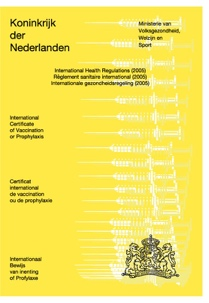 Koninkrijk
der
Nederlanden
Ministerie van
Volksgezondheid,
Welzijn en
Sport
International Health Regulations (2005)
Règlement sanitaire international (2005)
Internationale gezondheidsregeling (2005)
International
Certificate
of Vaccination
or Prophylaxis
Certificat
international
de vaccination
ou de prophylaxie
Internationaal
Bewijs
van inenting
of Profylaxe